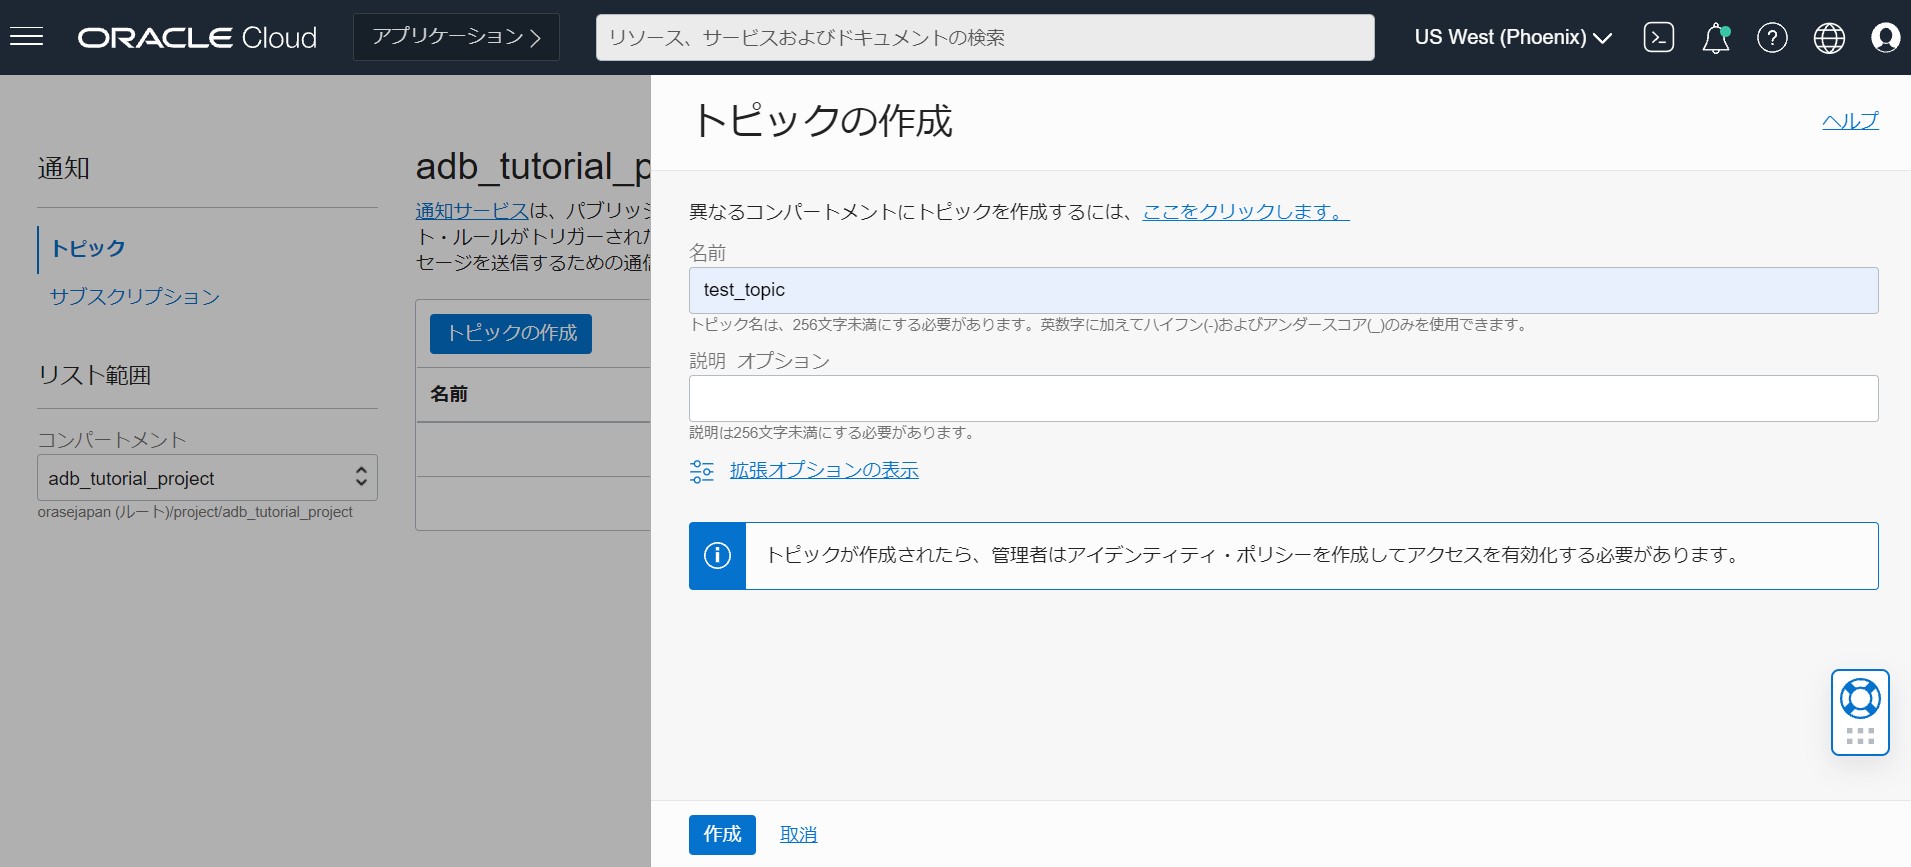 ORACLE Cloud
アプリケーション
リソース、サービスおよびドキュメントの検索
US West (Phoenix)
通知
トピック
サブスクリプション
リスト範囲
コンパートメント
adb_tutorial_project
orasejapan (ルート)/project/adb_tutorial_project
adb_tutorial_p
通知サービスは、パブリッシ
ト・ルールがトリガーされた
セージを送信するための通信
トピックの作成
名前
トピックの作成
ヘルプ
異なるコンパートメントにトピックを作成するには、ここをクリックします。
名前
test_topic
トピック名は、256文字未満にする必要があります。英数字に加えてハイフン(-)およびアンダースコア(_)のみを使用できます。
説明 オプション
説明は256文字未満にする必要があります。
拡張オプションの表示
トピックが作成されたら、管理者はアイデンティティ・ポリシーを作成してアクセスを有効化する必要があります。
作成 取消